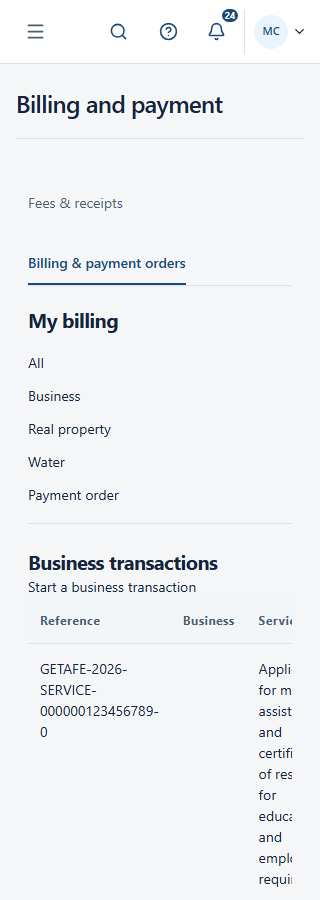 24
MC
Billing and payment
Fees & receipts
Billing & payment orders
My billing
All
Business
Real property
Water
Payment order
Business transactions
Start a business transaction
Reference Business
GETAFE-2026-
SERVICE-
000000123456789-
0
for
and